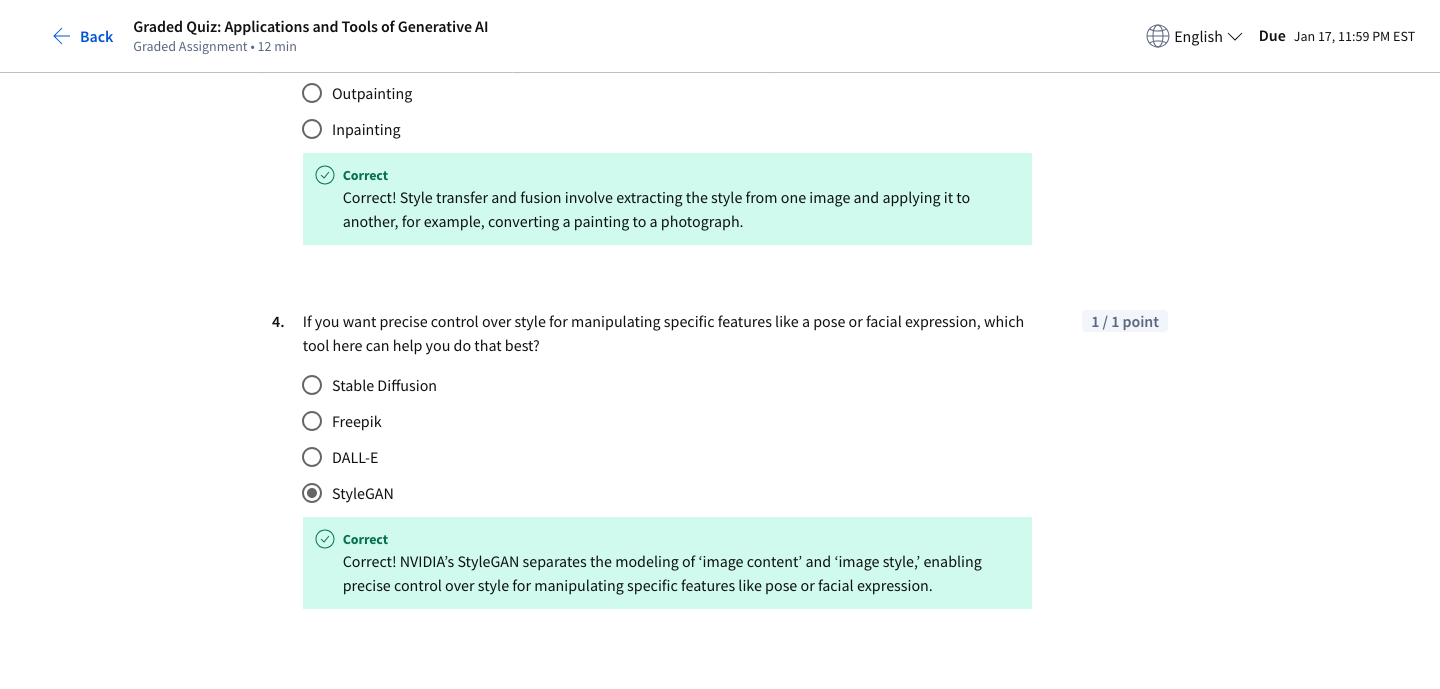 Back
Graded Quiz: Applications and Tools of Generative AI
Graded Assignment • 12 min
English
Due Jan 17, 11:59 PM EST
Outpainting
Inpainting
Correct
Correct! Style transfer and fusion involve extracting the style from one image and applying it to
another, for example, converting a painting to a photograph.
4. If you want precise control over style for manipulating specific features like a pose or facial expression, which
tool here can help you do that best?
1 / 1 point
Stable Diffusion
Freepik
DALL-E
StyleGAN
Correct
Correct! NVIDIA’s StyleGAN separates the modeling of ‘image content’ and ‘image style,’ enabling
precise control over style for manipulating specific features like pose or facial expression.